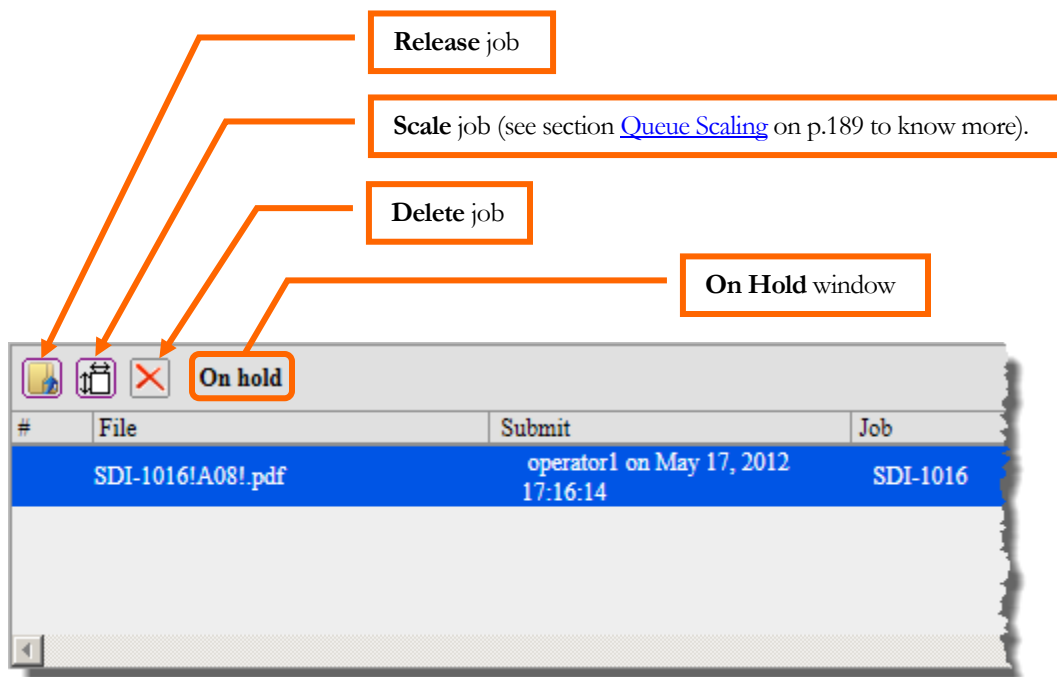 Release job
Scale job (see section Queue Scaling on p.189 to know more).
Delete job
On Hold window
On hold
# File Submit Job
SDI-1016!A08!.pdf operator1 on May 17, 2012 SDI-1016
17:16:14